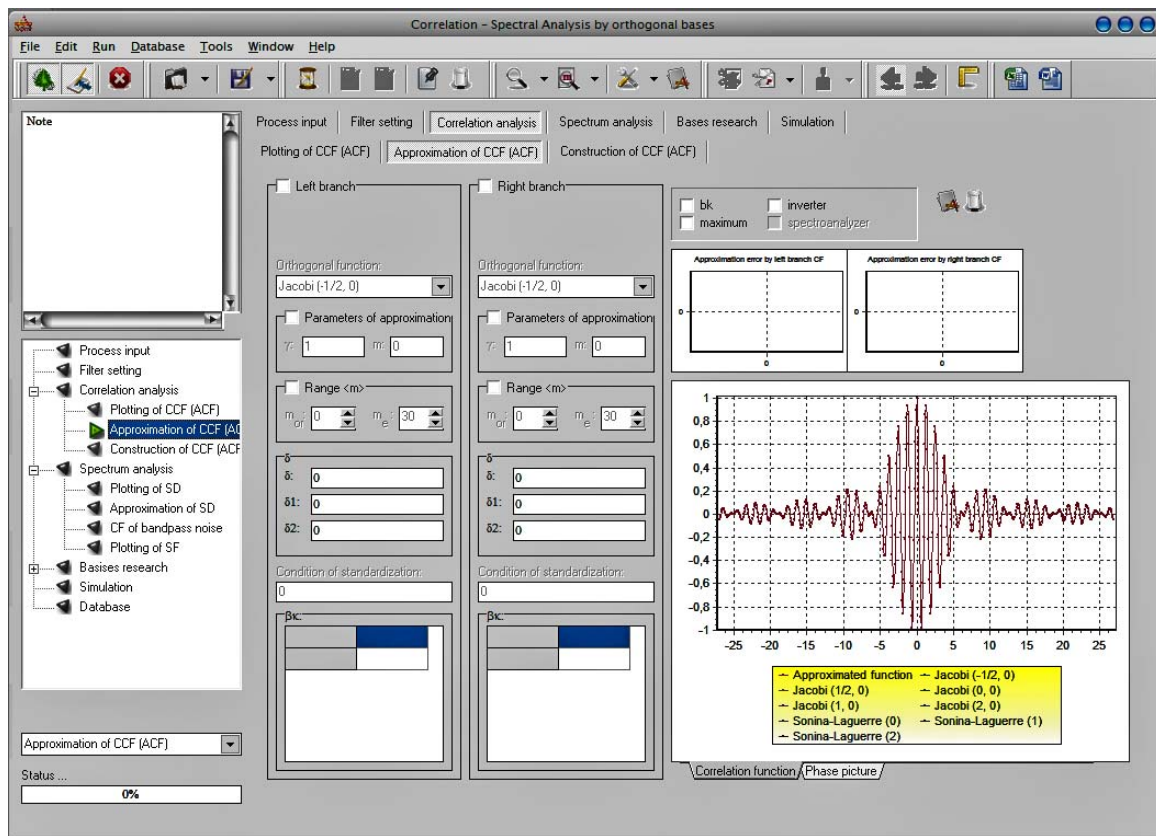 Correlation - Spectral Analysis by orthogonal bases
File Edit Run Database Tools Window Help
Note
Process input
Filter setting
Correlation analysis
Plotting of CCF (ACF)
Approximation of CCF (AC
Construction of CCF (ACF
Spectrum analysis
Plotting of SD
Approximation of SD
CF of bandpass noise
Plotting of SF
Basises research
Simulation
Database
Approximation of CCF (ACF)
Status ...
0%
Process input Filter setting Correlation analysis Spectrum analysis Bases research Simulation
Plotting of CCF (ACF) Approximation of CCF (ACF) Construction of CCF (ACF)
Left branch
Orthogonal function:
Jacobi (-1/2, 0)
Parameters of approximation
γ: 1 m: 0
Range <m>
m or : 0 m e : 30
δ
δ: 0
δ1: 0
δ2: 0
Condition of standardization:
0
βκ:
Right branch
Orthogonal function:
Jacobi (-1/2, 0)
Parameters of approximation
γ: 1 m: 0
Range <m>
m or : 0 m e : 30
δ
δ: 0
δ1: 0
δ2: 0
Condition of standardization:
0
βκ:
bk inverter
maximum spectroanalyzer
Approximation error by left branch CF Approximation error by right branch CF
0 0
0 0
1
0,8
0,6
0,4
0,2
0
-0,2
-0,4
-0,6
-0,8
-1
-25 -20 -15 -10 -5 0 5 10 15 20 25
Approximated function Jacobi (-1/2, 0)
Jacobi (1/2, 0) Jacobi (0, 0)
Jacobi (1, 0) Jacobi (2, 0)
Sonina-Laguerre (0) Sonina-Laguerre (1)
Sonina-Laguerre (2)
Correlation function Phase picture